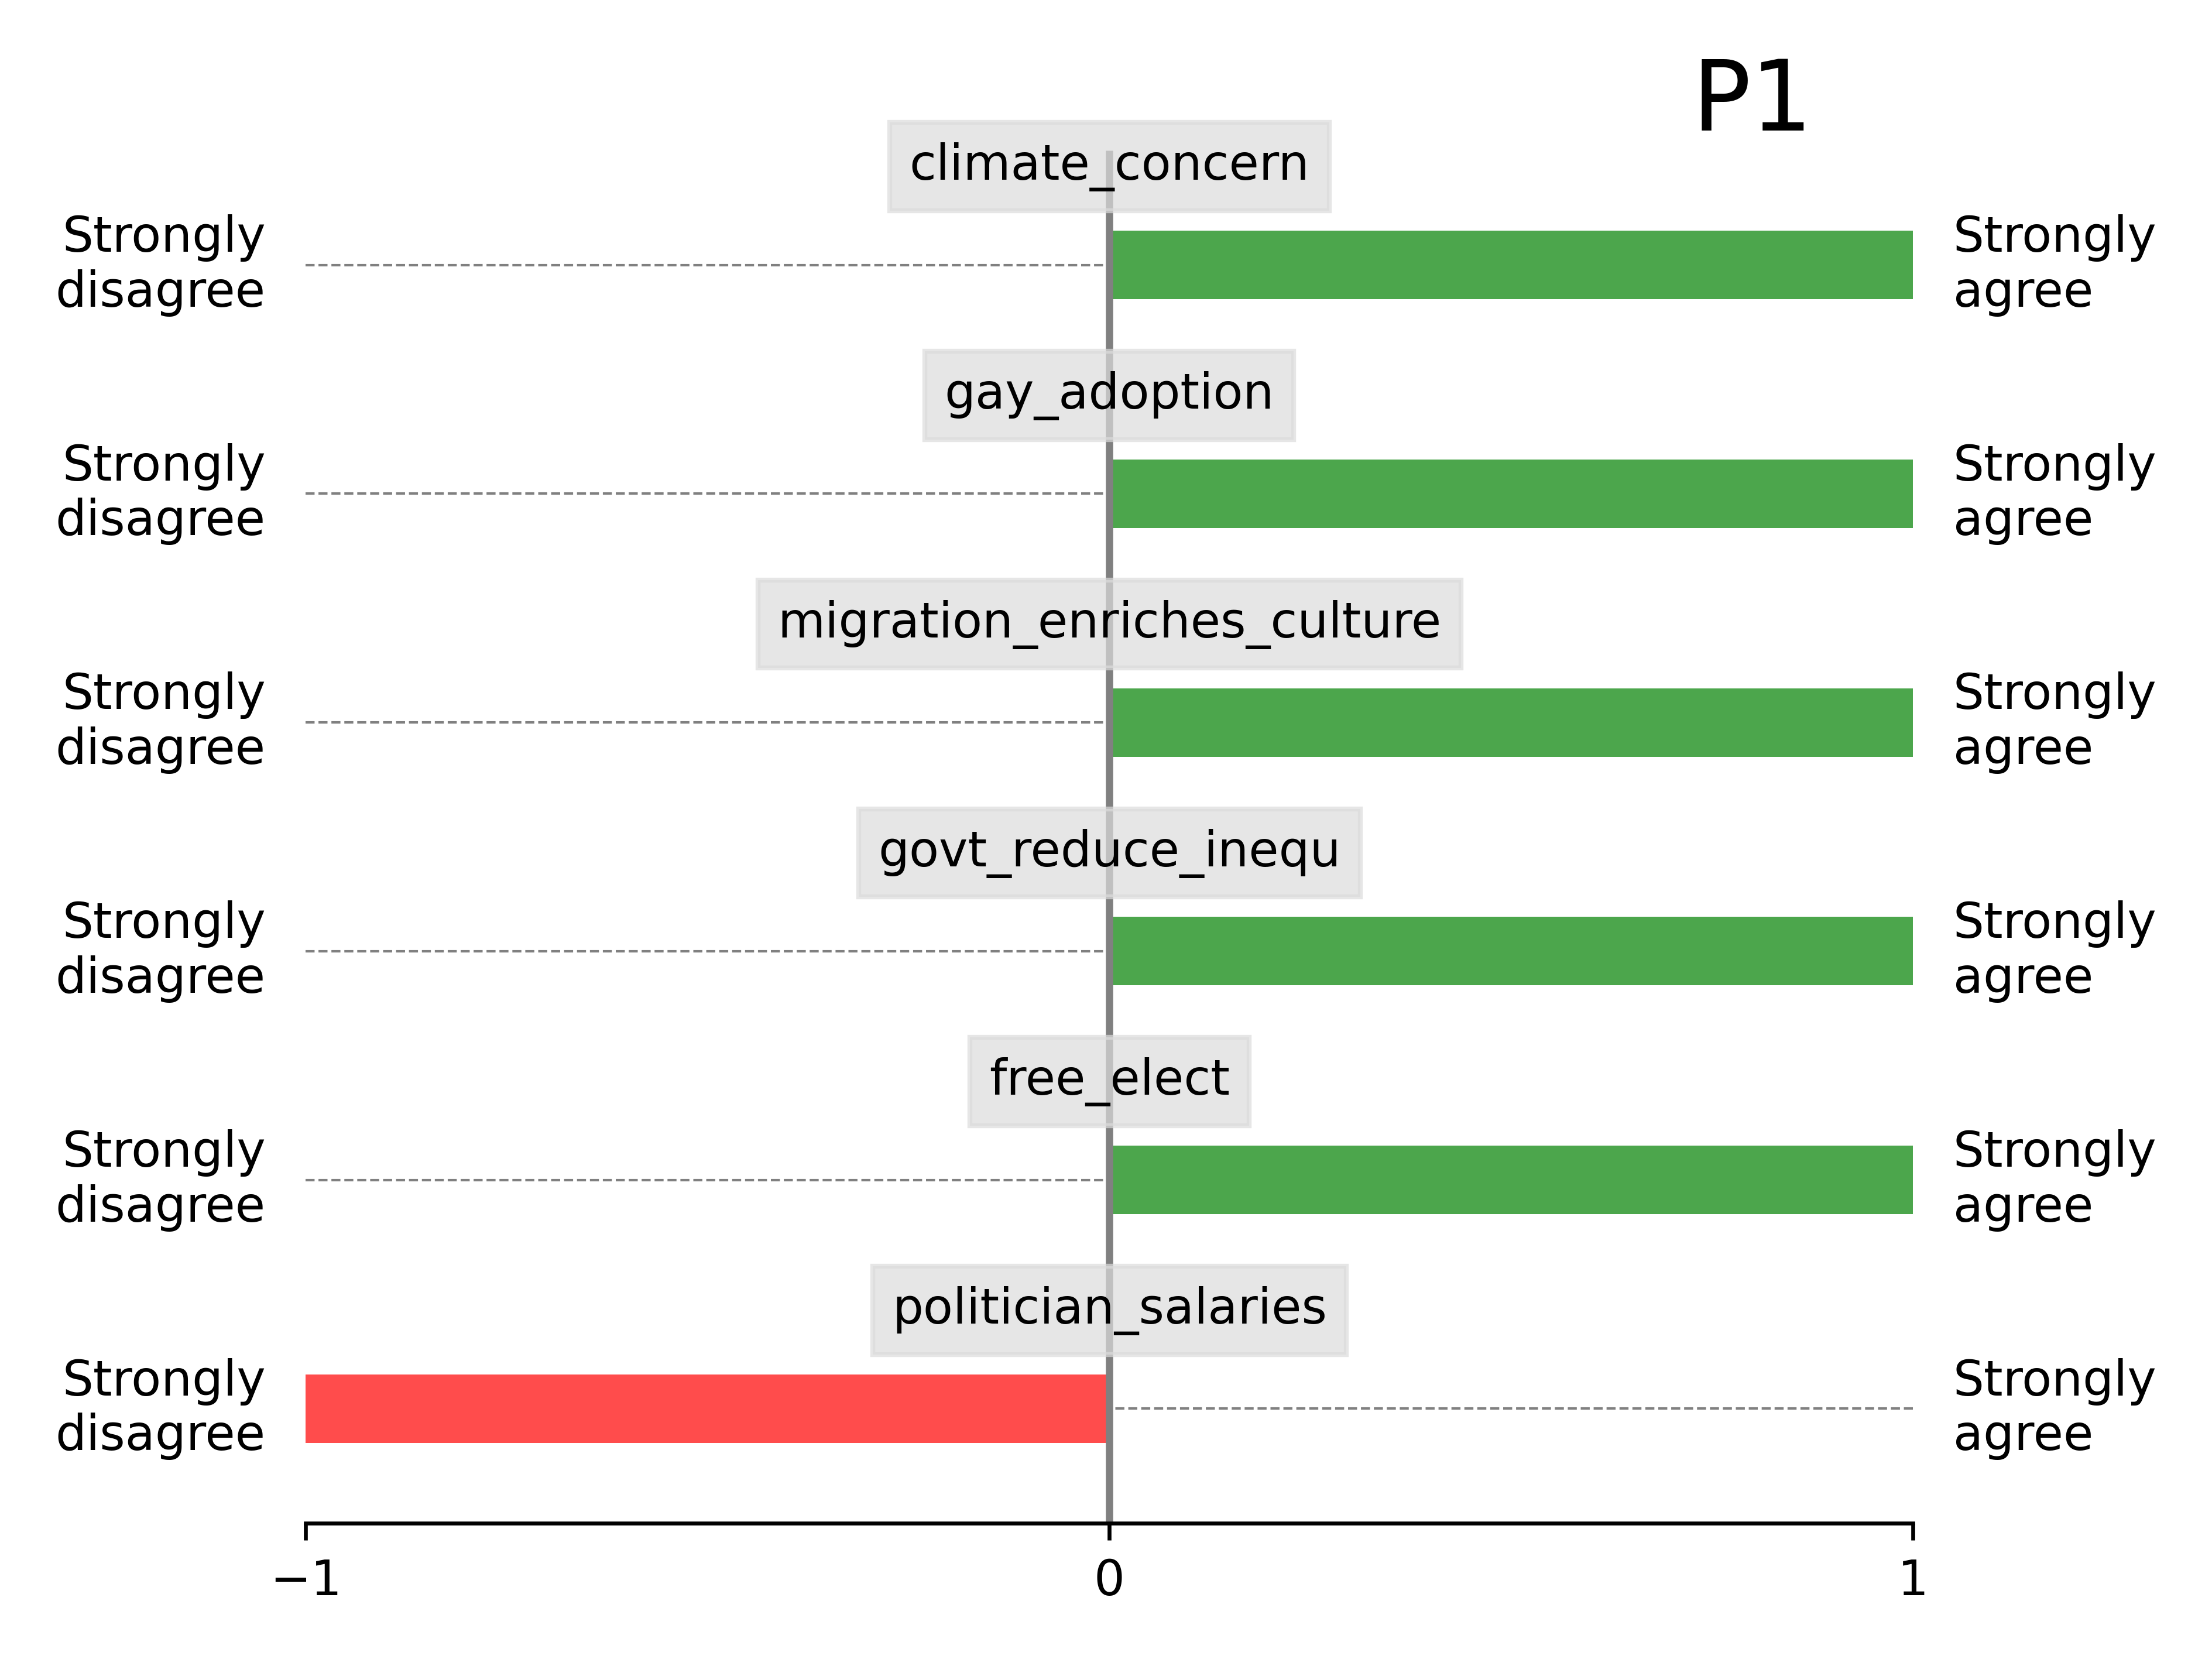 P1
climate_concern
Strongly
disagree
Strongly
agree
gay_adoption
Strongly
disagree
Strongly
agree
migration_enriches_culture
Strongly
disagree
Strongly
agree
govt_reduce_inequ
Strongly
disagree
Strongly
agree
free_elect
Strongly
disagree
Strongly
agree
politician_salaries
Strongly
disagree
Strongly
agree
−1 0 1